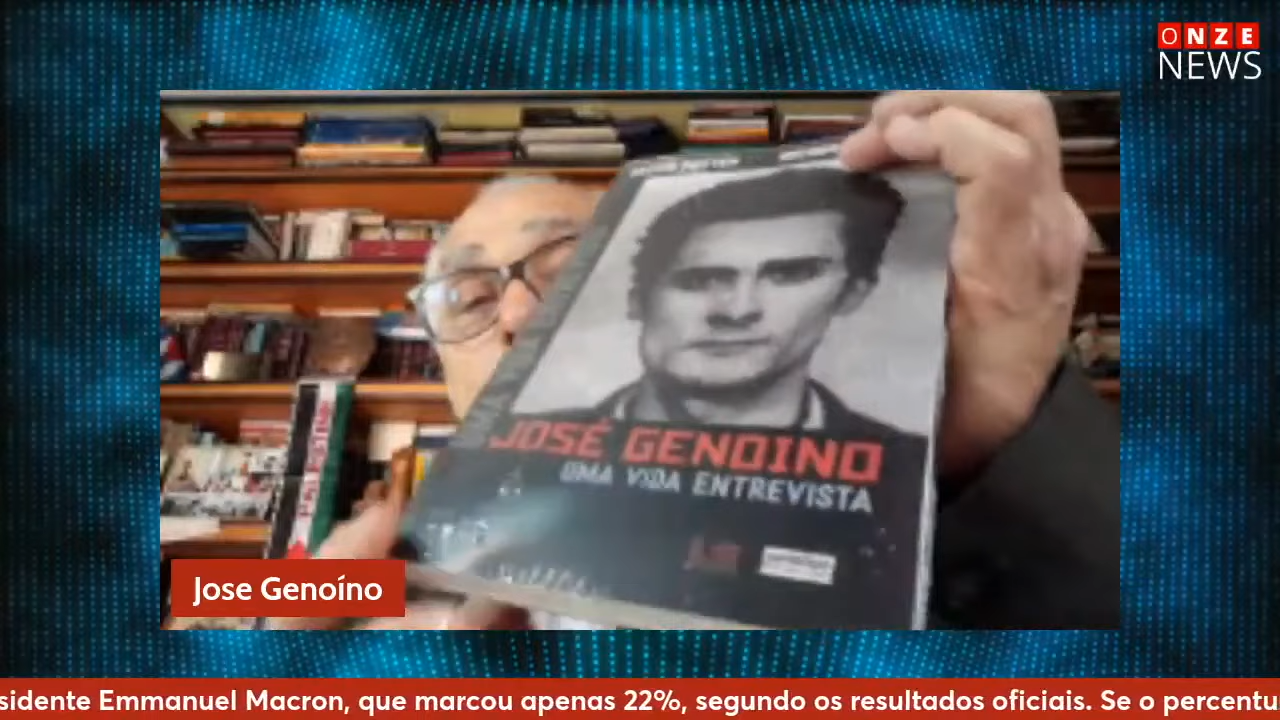 ONZE
NEWS
JOSÉ GENOINO
UMA VIDA ENTREVISTA
Jose Genoíno
sidente Emmanuel Macron, que marcou apenas 22%, segundo os resultados oficiais. Se o percentu